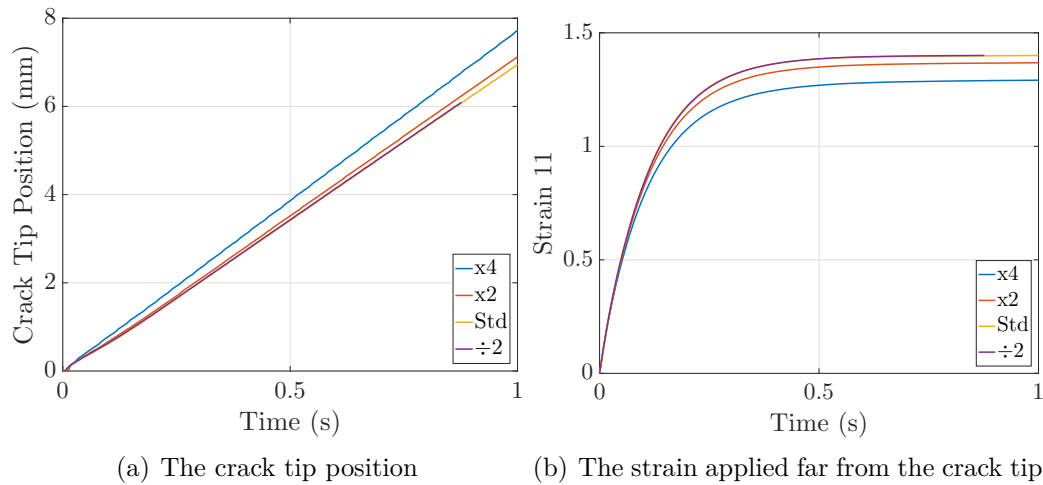 8
6
4
2
0
0
0.5
1
Crack Tip Position (mm)
Time (s)
x4
x2
Std
÷2
(a) The crack tip position
1.5
1
0.5
0
0
0.5
1
Strain 11
Time (s)
x4
x2
Std
÷2
(b) The strain applied far from the crack tip